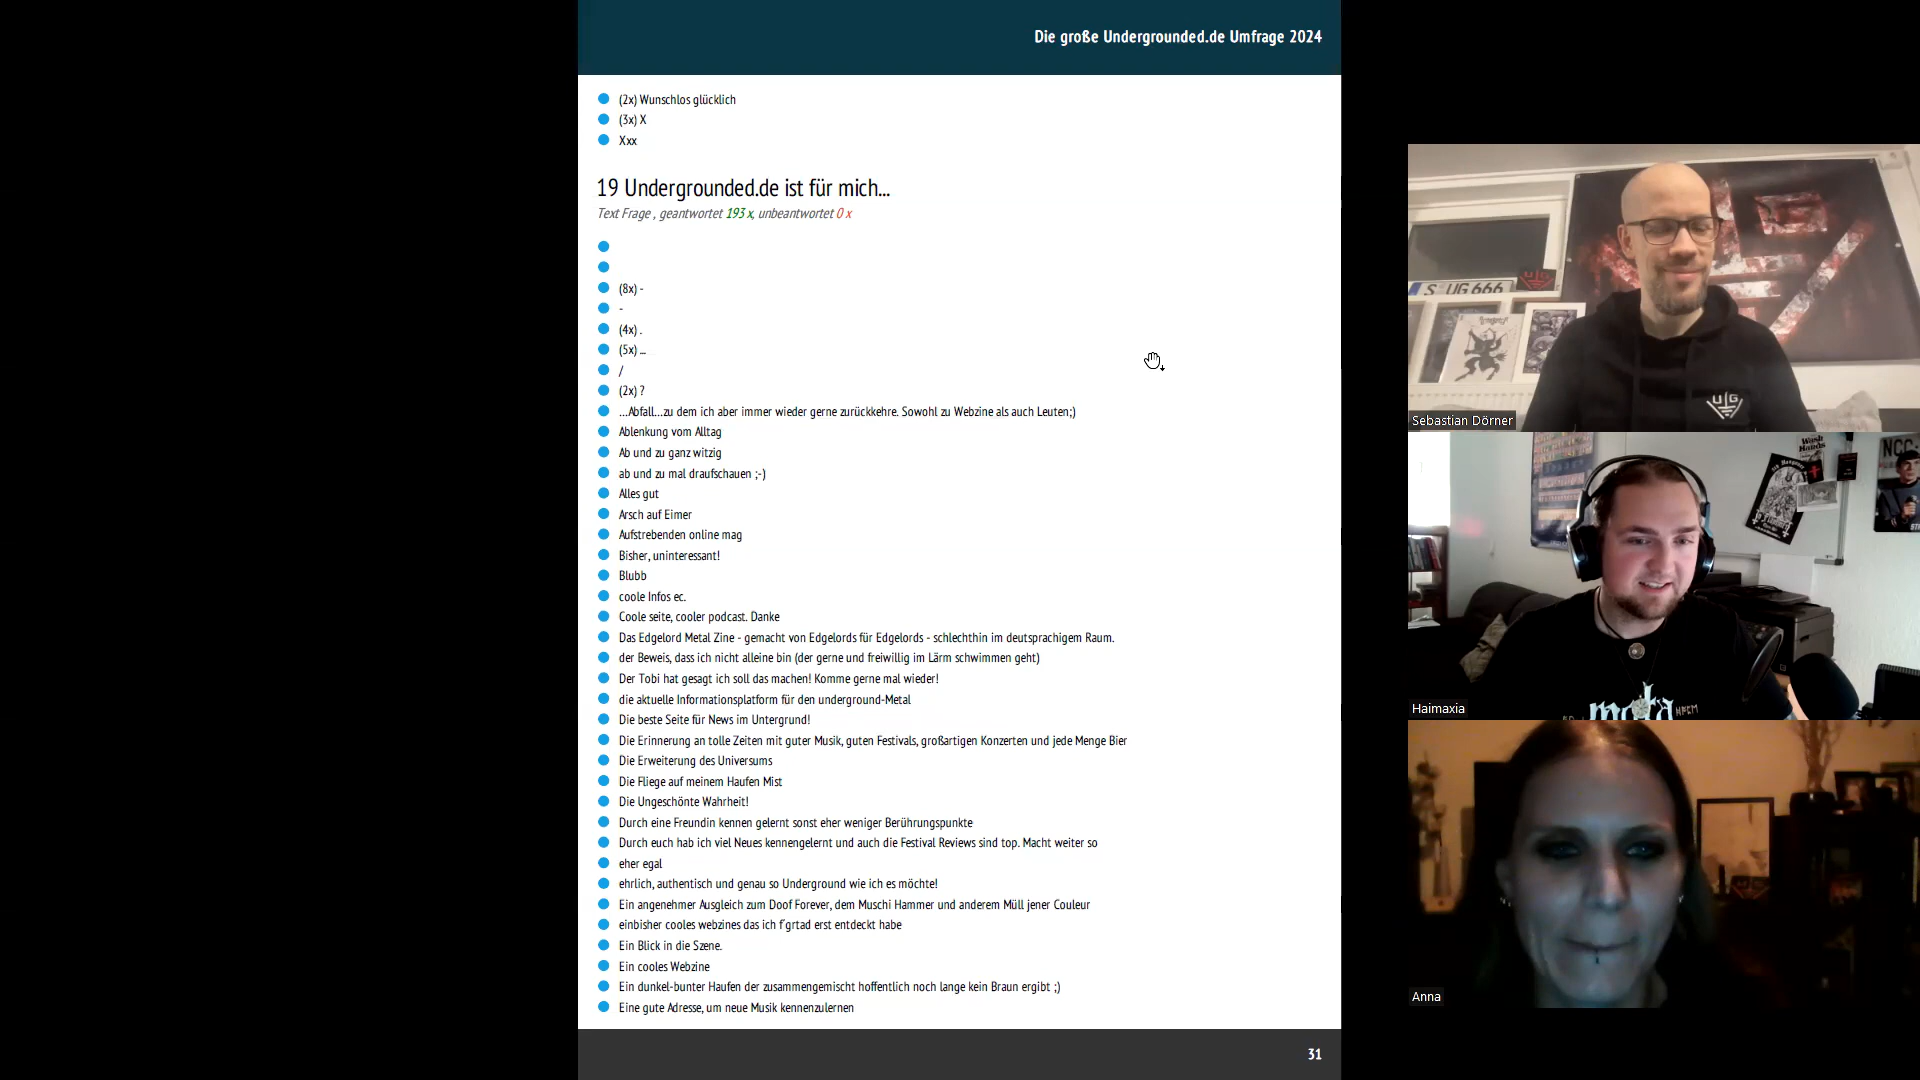 Die große Undergrounded.de Umfrage 2024
(2x) Wunschlos glücklich
(3x) X
Xxx
19 Undergrounded.de ist für mich...
Text Frage , geantwortet 193 x, unbeantwortet 0 x
(8x) -
-
(4x) .
(5x) ...
/
(2x) ?
...Abfall...zu dem ich aber immer wieder gerne zurückkehre. Sowohl zu Webzine als auch Leuten;)
Ablenkung vom Alltag
Ab und zu ganz witzig
ab und zu mal draufschauen ;-)
Alles gut
Arsch auf Eimer
Aufstrebenden online mag
Bisher, uninteressant!
Blubb
coole Infos ec.
Coole seite, cooler podcast. Danke
Das Edgelord Metal Zine - gemacht von Edgelords für Edgelords - schlechthin im deutsprachigem Raum.
der Beweis, dass ich nicht alleine bin (der gerne und freiwillig im Lärm schwimmen geht)
Der Tobi hat gesagt ich soll das machen! Komme gerne mal wieder!
die aktuelle Informationsplatform für den underground-Metal
Die beste Seite für News im Untergrund!
Die Erinnerung an tolle Zeiten mit guter Musik, guten Festivals, großartigen Konzerten und jede Menge Bier
Die Erweiterung des Universums
Die Fliege auf meinem Haufen Mist
Die Ungeschönte Wahrheit!
Durch eine Freundin kennen gelernt sonst eher weniger Berührungspunkte
Durch euch hab ich viel Neues kennengelernt und auch die Festival Reviews sind top. Macht weiter so
eher egal
ehrlich, authentisch und genau so Underground wie ich es möchte!
Ein angenehmer Ausgleich zum Doof Forever, dem Muschi Hammer und anderem Müll jener Couleur
einbisher cooles webzines das ich f´grtad erst entdeckt habe
Ein Blick in die Szene.
Ein cooles Webzine
Ein dunkel-bunter Haufen der zusammengemischt hoffentlich noch lange kein Braun ergibt ;)
Eine gute Adresse, um neue Musik kennenzulernen
31
S UG 666
UG
Sebastian Dörner
Wash
Hands
NCC-
Haimaxia
Anna